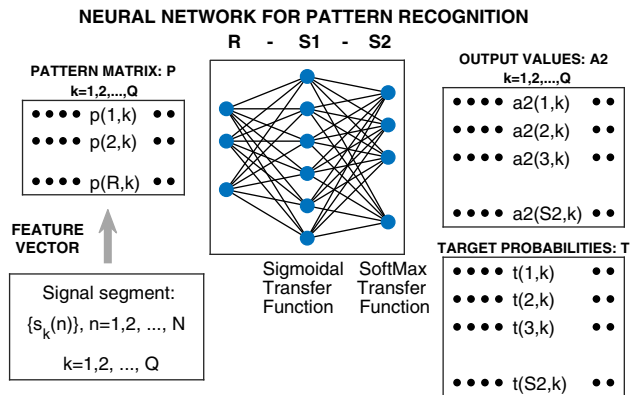 NEURAL NETWORK FOR PATTERN RECOGNITION
R - S1 - S2
PATTERN MATRIX: P
k=1,2,...,Q
p(1,k)
p(2,k)
p(R,k)
FEATURE
VECTOR
Signal segment:
{s_k(n)}, n=1,2, ..., N
k=1,2, ..., Q
Sigmoidal
Transfer
Function
SoftMax
Transfer
Function
OUTPUT VALUES: A2
k=1,2,...,Q
a2(1,k)
a2(2,k)
a2(3,k)
a2(S2,k)
TARGET PROBABILITIES: T
t(1,k)
t(2,k)
t(3,k)
t(S2,k)